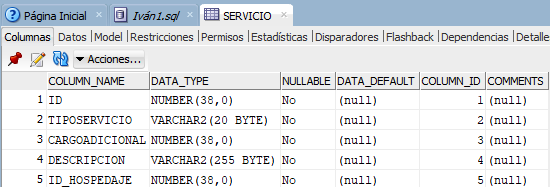 Página Inicial Iván1.sql SERVICIO
Columnas Datos Model Restricciones Permisos Estadísticas Disparadores Flashback Dependencias Detalle
Acciones...
COLUMN_NAME DATA_TYPE NULLABLE DATA_DEFAULT COLUMN_ID COMMENTS
1 ID NUMBER(38,0) No (null) 1 (null)
2 TIPOSERVICIO VARCHAR2(20 BYTE) No (null) 2 (null)
3 CARGOADICIONAL NUMBER(38,0) No (null) 3 (null)
4 DESCRIPCION VARCHAR2(255 BYTE) No (null) 4 (null)
5 ID_HOSPEDAJE NUMBER(38,0) No (null) 5 (null)